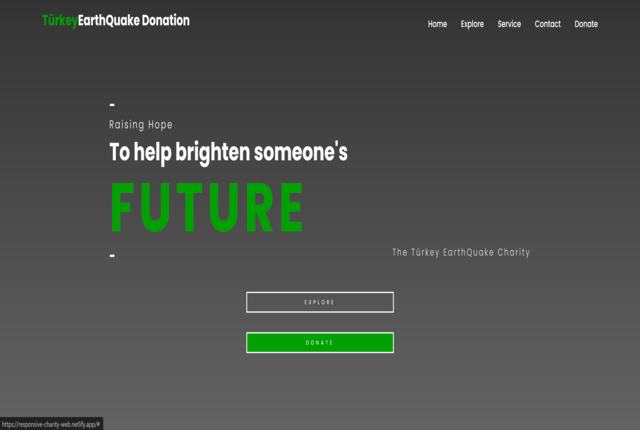 TürkeyEarthQuake Donation
Home Explore Service Contact Donate
-
Raising Hope
To help brighten someone's
FUTURE
-
The Türkey EarthQuake Charity
EXPLORE
DONATE
https://responsive-charity-web.netlify.app/#